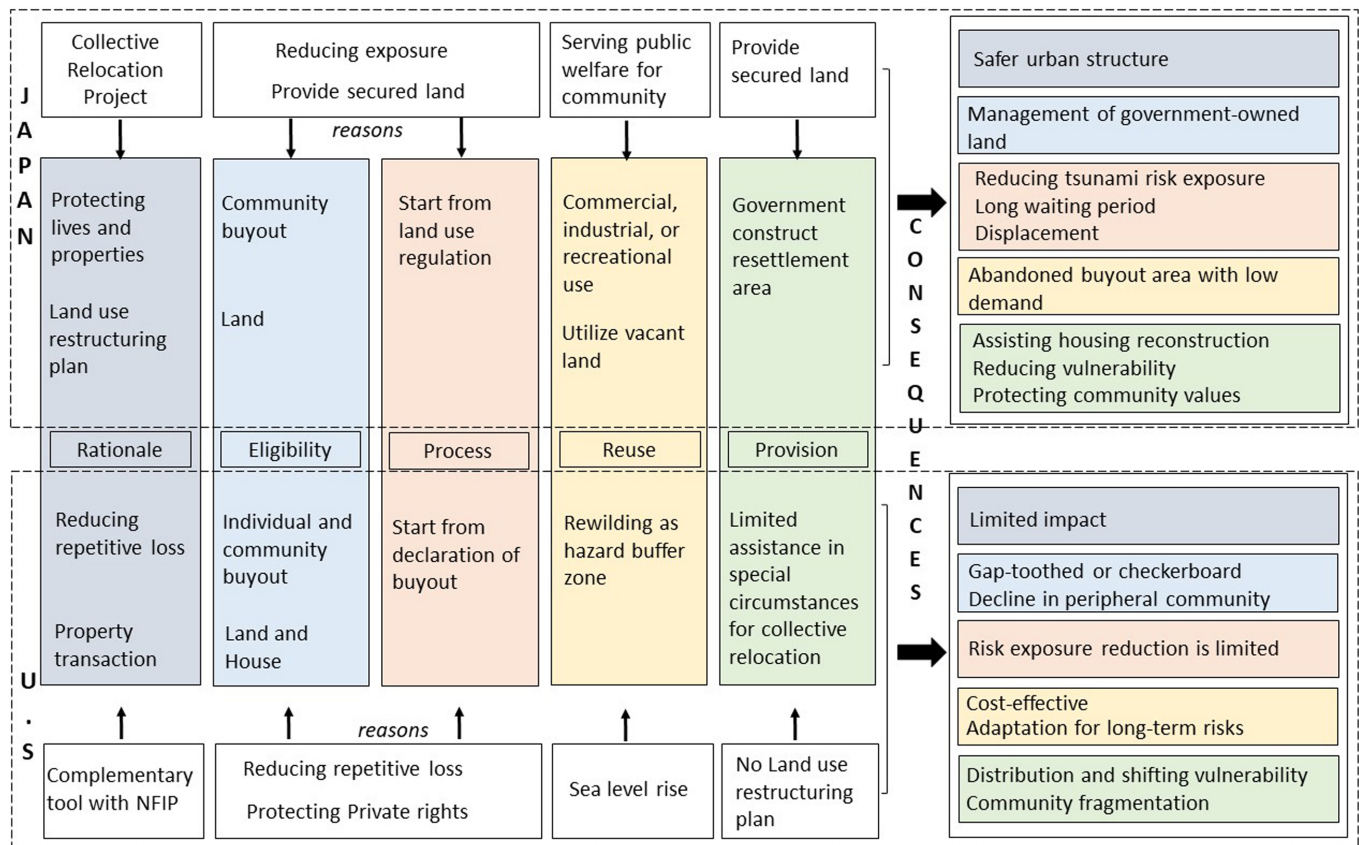 JAPAN
Collective
Relocation
Project
Reducing exposure
Provide secured land
reasons
Serving public
welfare for
community
Provide
secured land
Protecting
lives and
properties
Land use
restructuring
plan
Community
buyout
Land
Start from
land use
regulation
Commercial,
industrial, or
recreational
use
Utilize vacant
land
Government
construct
resettlement
area
Rationale
Eligibility
Process
Reuse
Provision
U.S
Reducing
repetitive loss
Property
transaction
Individual and
community
buyout
Land and
House
Start from
declaration of
buyout
Rewilding as
hazard buffer
zone
Limited
assistance in
special
circumstances
for collective
relocation
reasons
Complementary
tool with NFIP
Reducing repetitive loss
Protecting Private rights
Sea level rise
No Land use
restructuring
plan
CONSEQUENCES
Safer urban structure
Management of government-owned
land
Reducing tsunami risk exposure
Long waiting period
Displacement
Abandoned buyout area with low
demand
Assisting housing reconstruction
Reducing vulnerability
Protecting community values
Limited impact
Gap-toothed or checkerboard
Decline in peripheral community
Risk exposure reduction is limited
Cost-effective
Adaptation for long-term risks
Distribution and shifting vulnerability
Community fragmentation